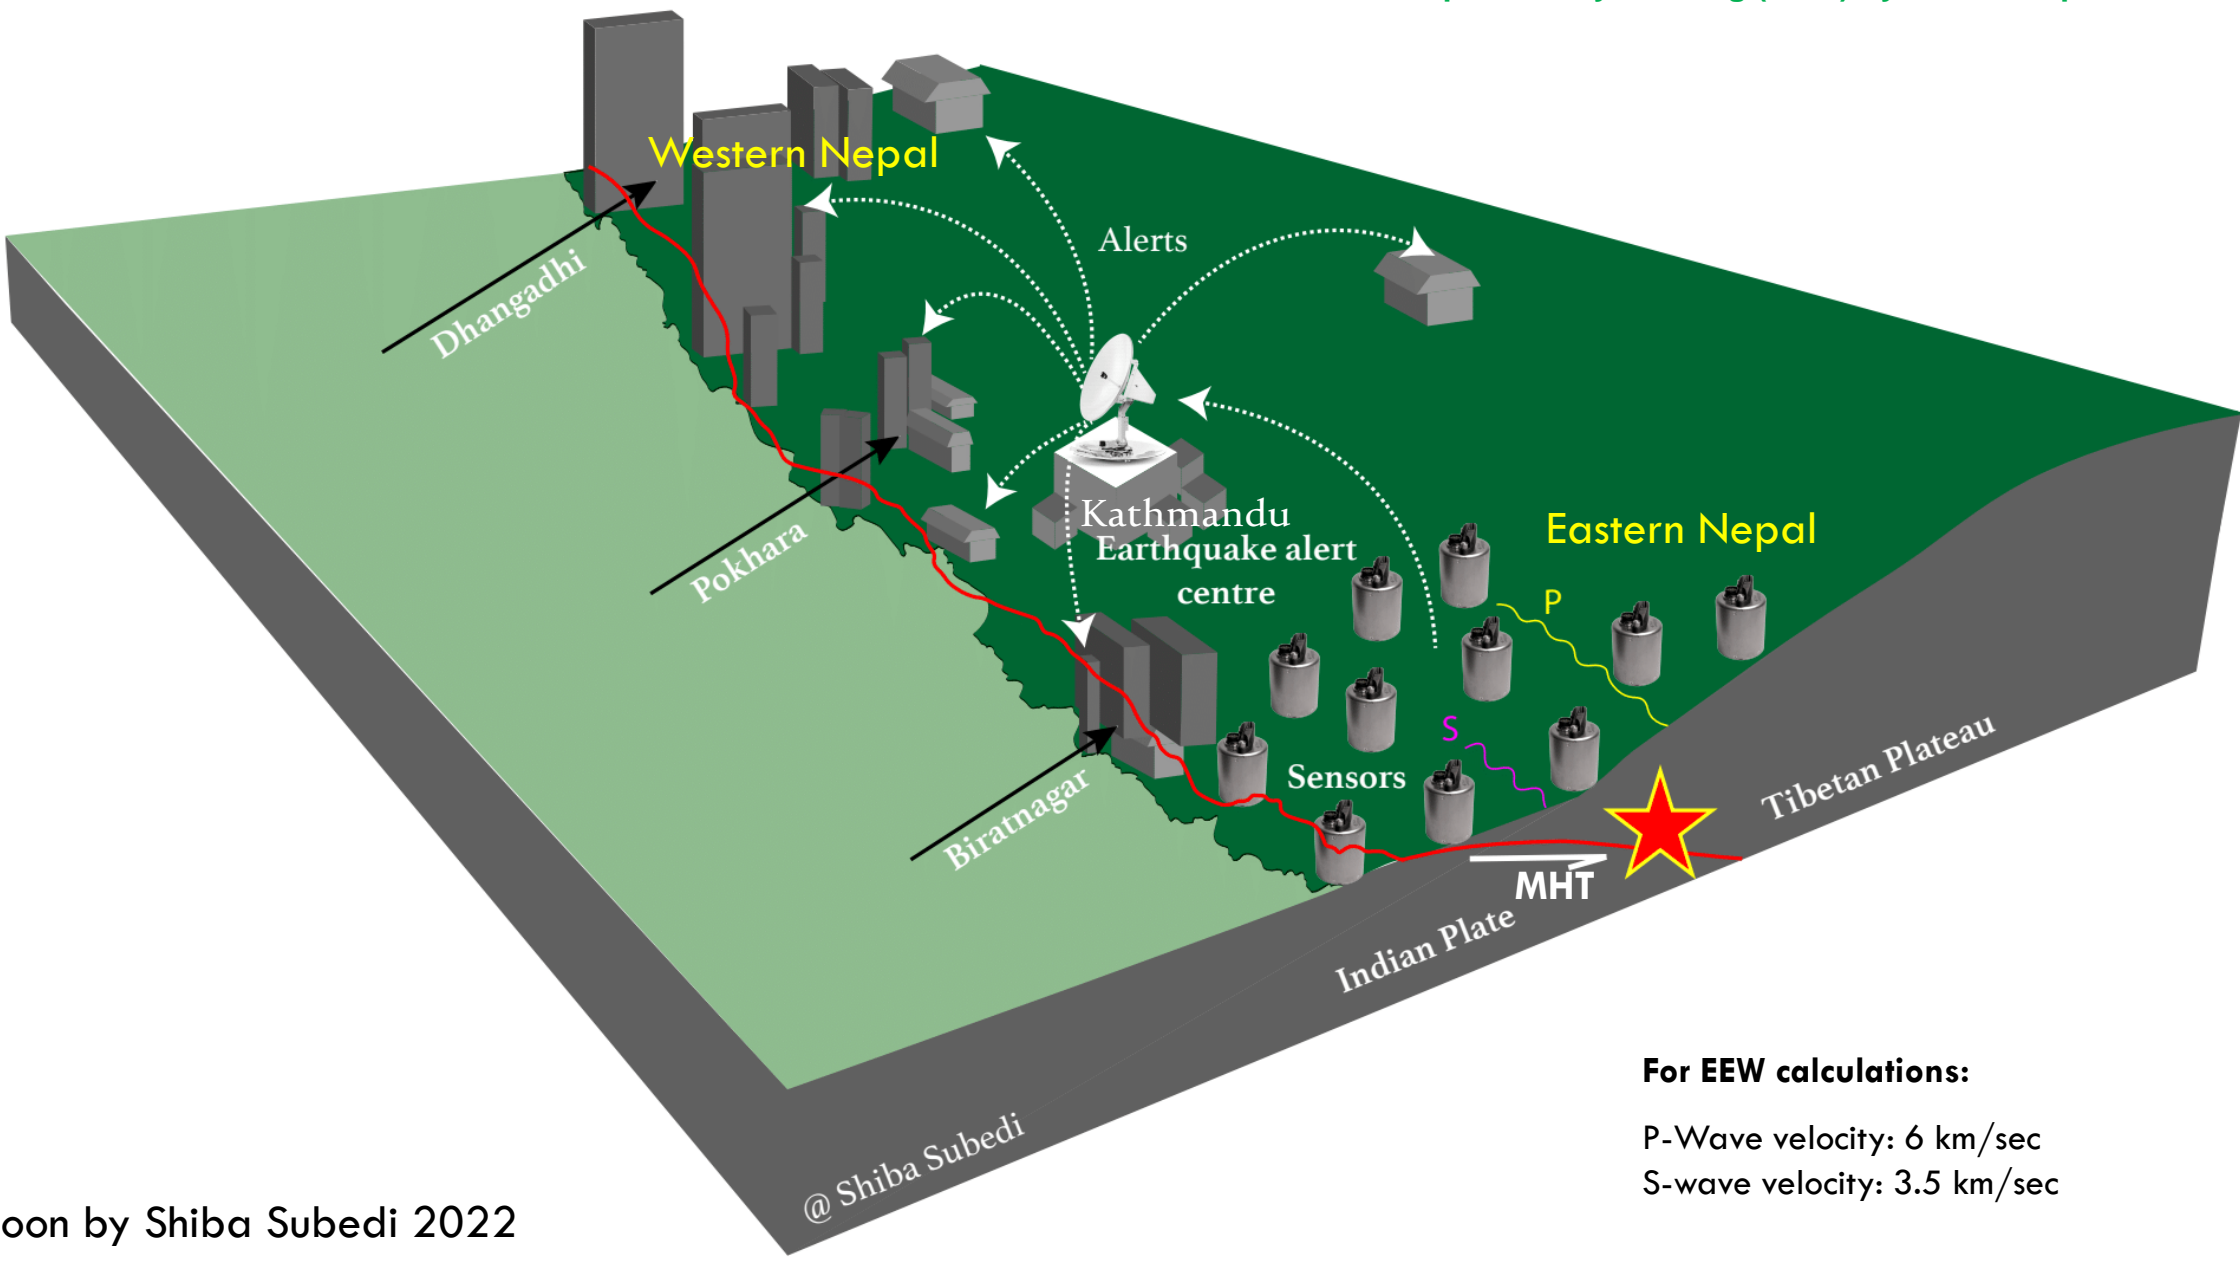 Western Nepal
Alerts
Dhangadhi
Pokhara
Kathmandu
Earthquake alert
centre
Eastern Nepal
P
S
Sensors
Biratnagar
MHT
Tibetan Plateau
Indian Plate
@ Shiba Subedi
For EEW calculations:
P-Wave velocity: 6 km/sec
S-wave velocity: 3.5 km/sec
oon by Shiba Subedi 2022